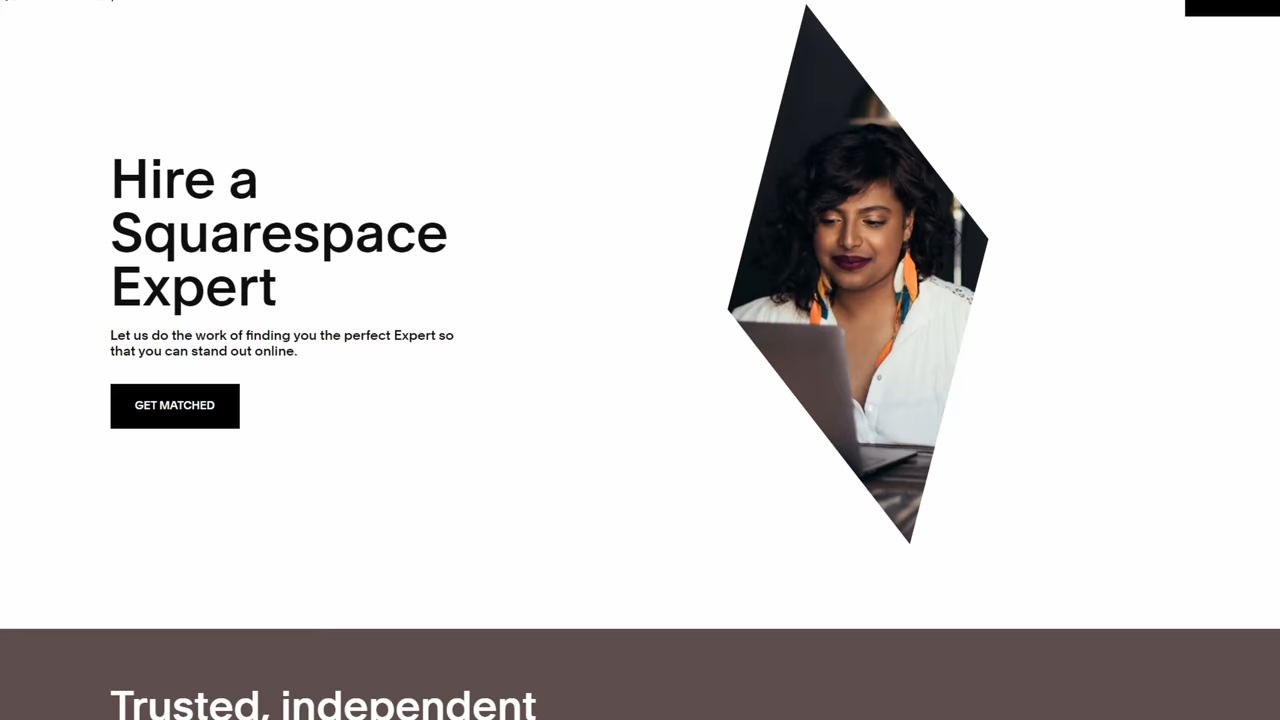 Hire a
Squarespace
Expert
Let us do the work of finding you the perfect Expert so
that you can stand out online.
GET MATCHED
Trusted, independent